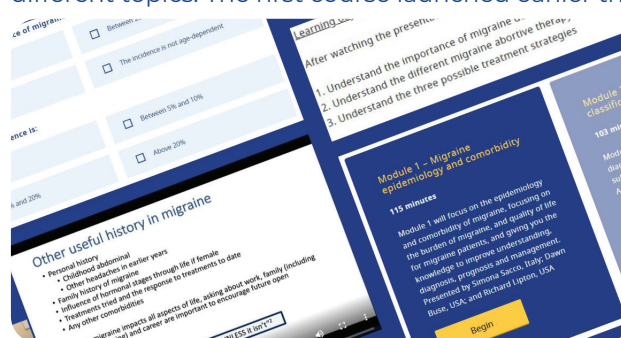 different topics. The first course launched earlier
ce of migrain
The incidence is not age-dependent
ence is:
Between 5% and 10%
% and 20%
Above 20%
After watching the
1. Understand the importance of migraine
2. Understand the different migraine abortive therapy
3. Understand the three possible treatment strategies
Other useful history in migraine
• Personal history
• Childhood abdominal
• Other headaches in earlier years
• Family history of migraine
• Influence of hormonal stages through life if female
• Treatments tried and the response to treatments to date
• Any other comorbidities
migraine impacts all aspects of life, asking about work, family (including
and career are important to encourage future open
isn't"²
Module 1 – Migraine
epidemiology and comorbidity
115 minutes
Module 1 will focus on the epidemiology
and comorbidity of migraine, focusing on
the burden of migraine, and quality of life
for migraine patients, and giving you the
knowledge to improve understanding,
diagnosis, prognosis and management.
Presented by Simona Sacco, Italy; Dawn
Buse, USA; and Richard Lipton, USA
Begin
Module
103